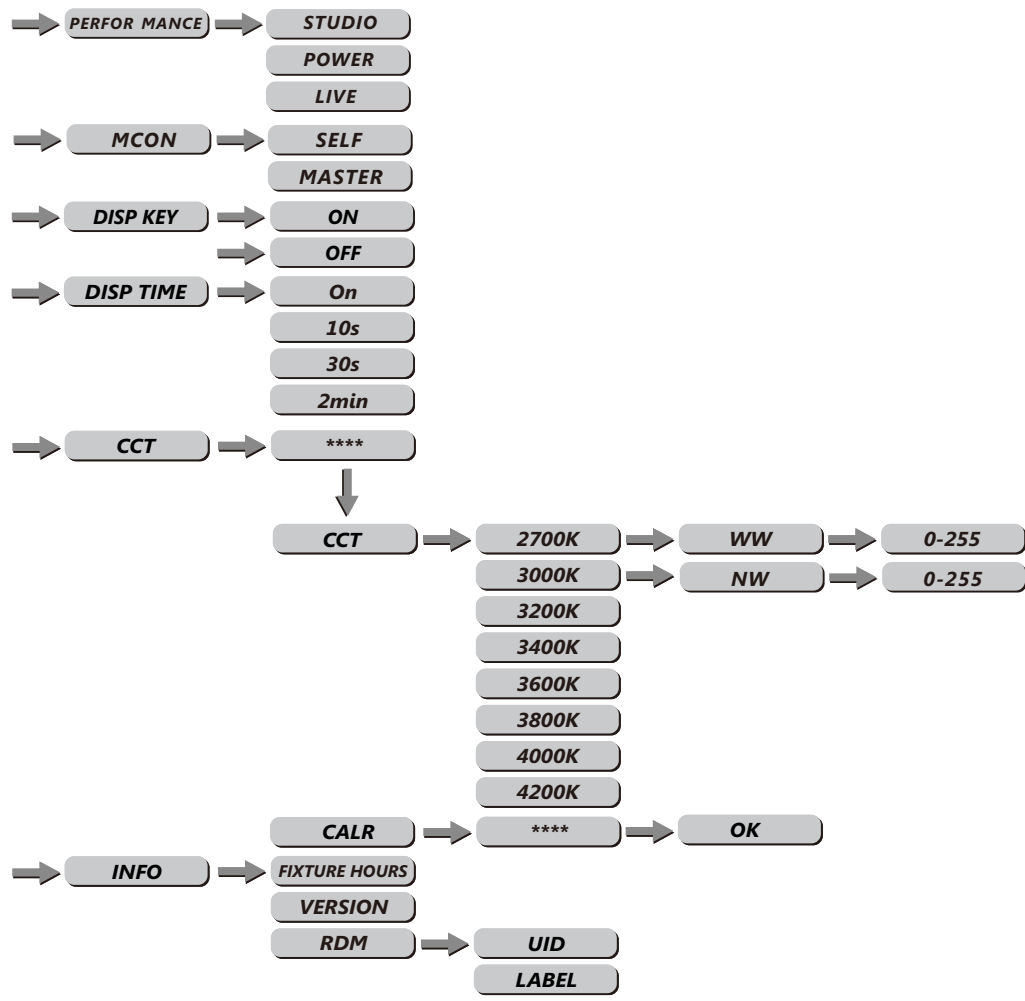 PERFOR MANCE STUDIO
POWER
LIVE
MCON SELF
MASTER
DISP KEY ON
OFF
DISP TIME On
10s
30s
2min
CCT ****
CCT 2700K WW 0-255
3000K NW 0-255
3200K
3400K
3600K
3800K
4000K
4200K
CALR **** OK
INFO FIXTURE HOURS
VERSION
RDM UID
LABEL